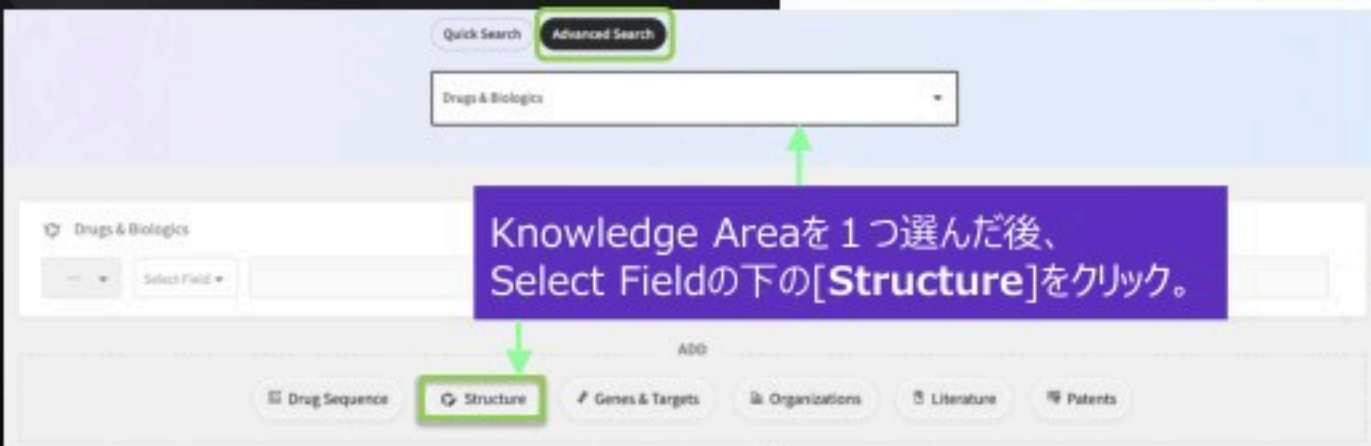 Quick Search Advanced Search
Drugs & Biologics
Knowledge Areaを１つ選んだ後、
Select Fieldの下の[Structure]をクリック。
Drugs & Biologics
Select Field
ADD
Drug Sequence Structure Genes & Targets Organizations Literature Patents